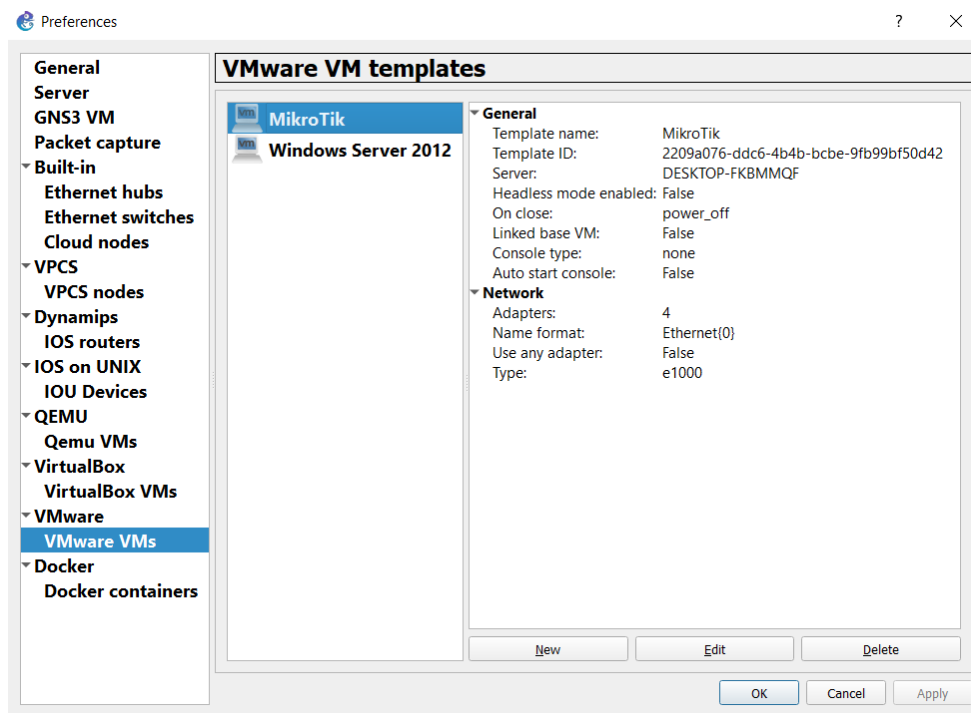 Preferences
?
General
Server
GNS3 VM
Packet capture
Built-in
Ethernet hubs
Ethernet switches
Cloud nodes
VPCS
VPCS nodes
Dynamips
IOS routers
IOS on UNIX
IOU Devices
QEMU
Qemu VMs
VirtualBox
VirtualBox VMs
VMware
VMware VMs
Docker
Docker containers
VMware VM templates
vm MikroTik
vm Windows Server 2012
General
Template name: MikroTik
Template ID: 2209a076-ddc6-4b4b-bcbe-9fb99bf50d42
Server: DESKTOP-FKBMMQF
Headless mode enabled: False
On close: power_off
Linked base VM: False
Console type: none
Auto start console: False
Network
Adapters: 4
Name format: Ethernet{0}
Use any adapter: False
Type: e1000
New Edit Delete
OK Cancel Apply